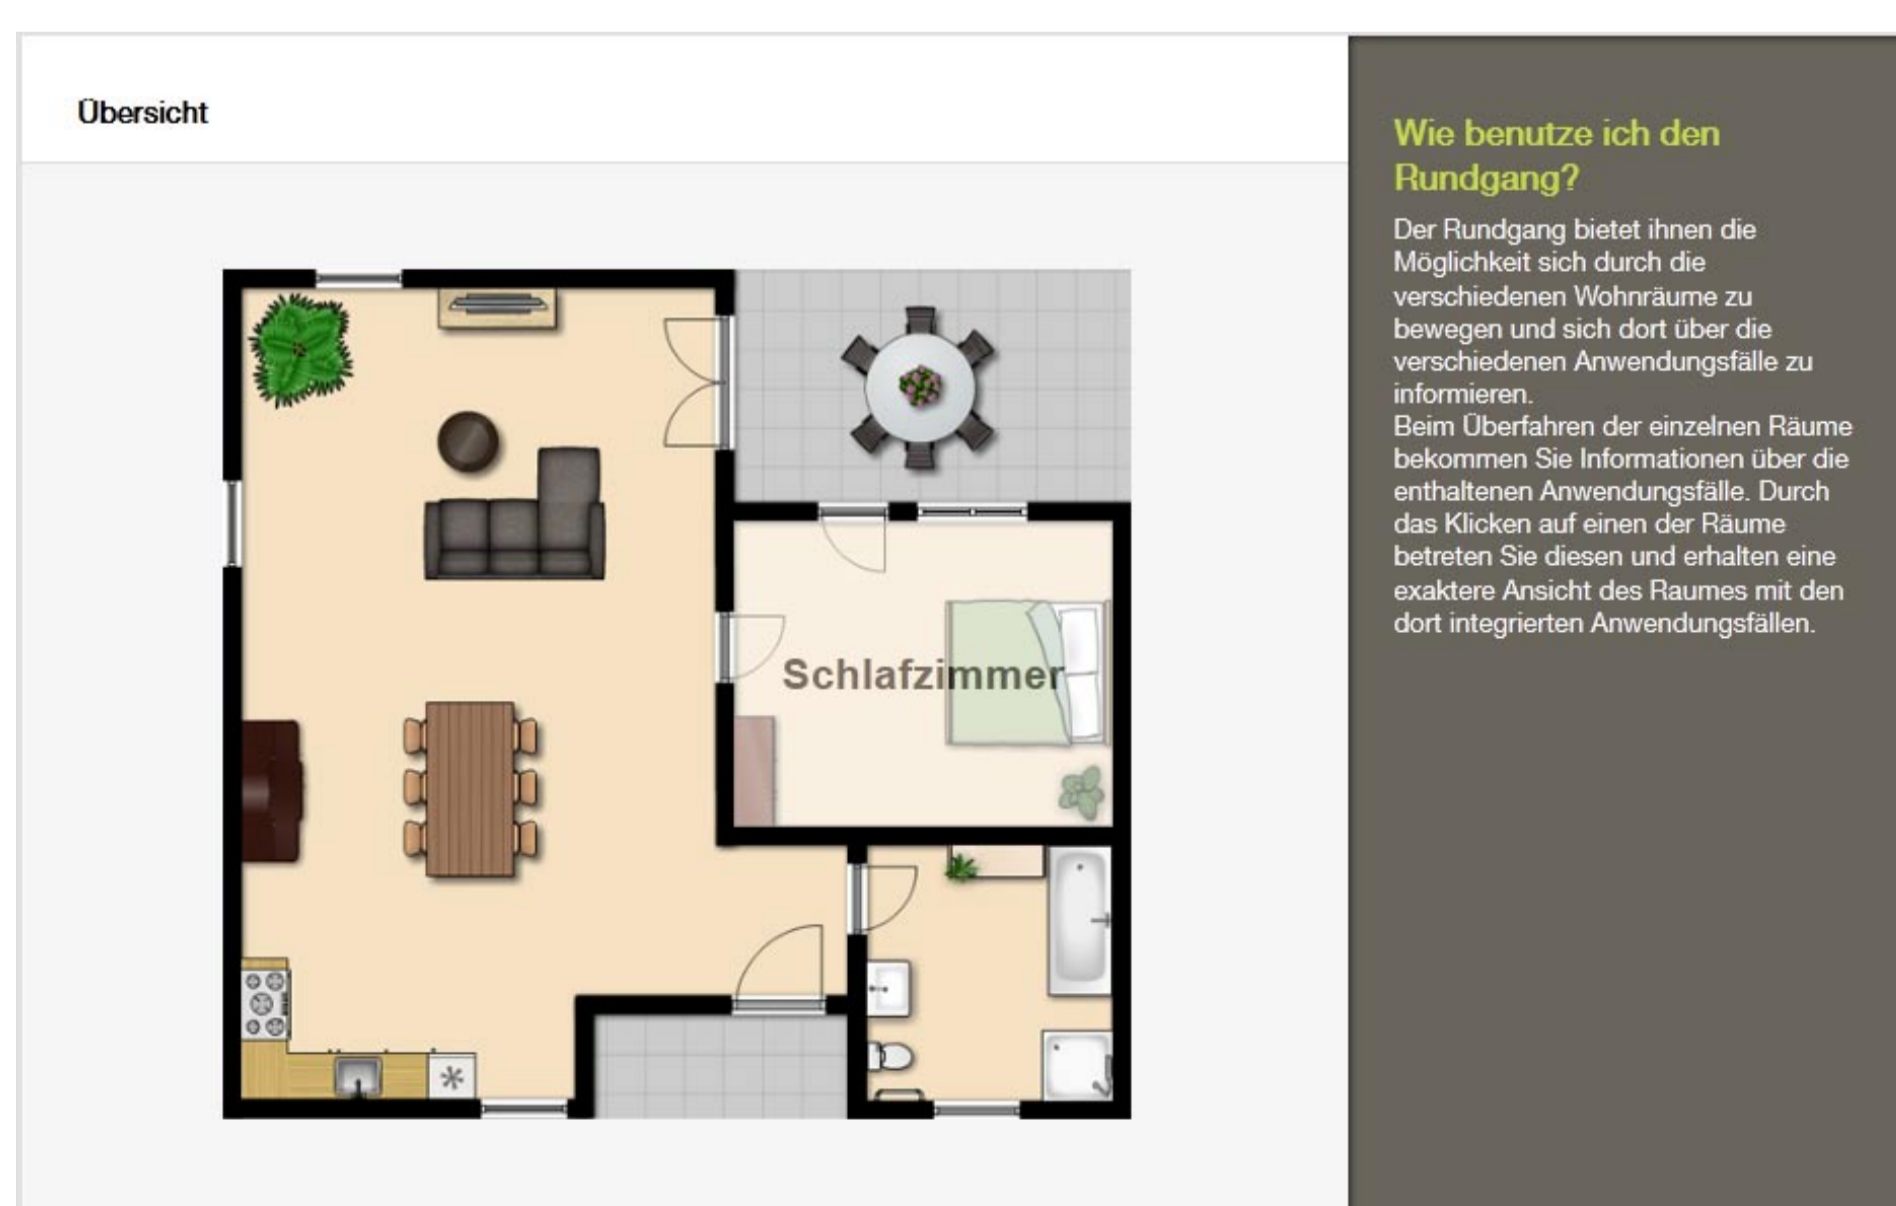 Übersicht
Schlafzimmer
Wie benutze ich den
Rundgang?
Der Rundgang bietet ihnen die
Möglichkeit sich durch die
verschiedenen Wohnräume zu
bewegen und sich dort über die
verschiedenen Anwendungsfälle zu
informieren.
Beim Überfahren der einzelnen Räume
bekommen Sie Informationen über die
enthaltenen Anwendungsfälle. Durch
das Klicken auf einen der Räume
betreten Sie diesen und erhalten eine
exaktere Ansicht des Raumes mit den
dort integrierten Anwendungsfällen.